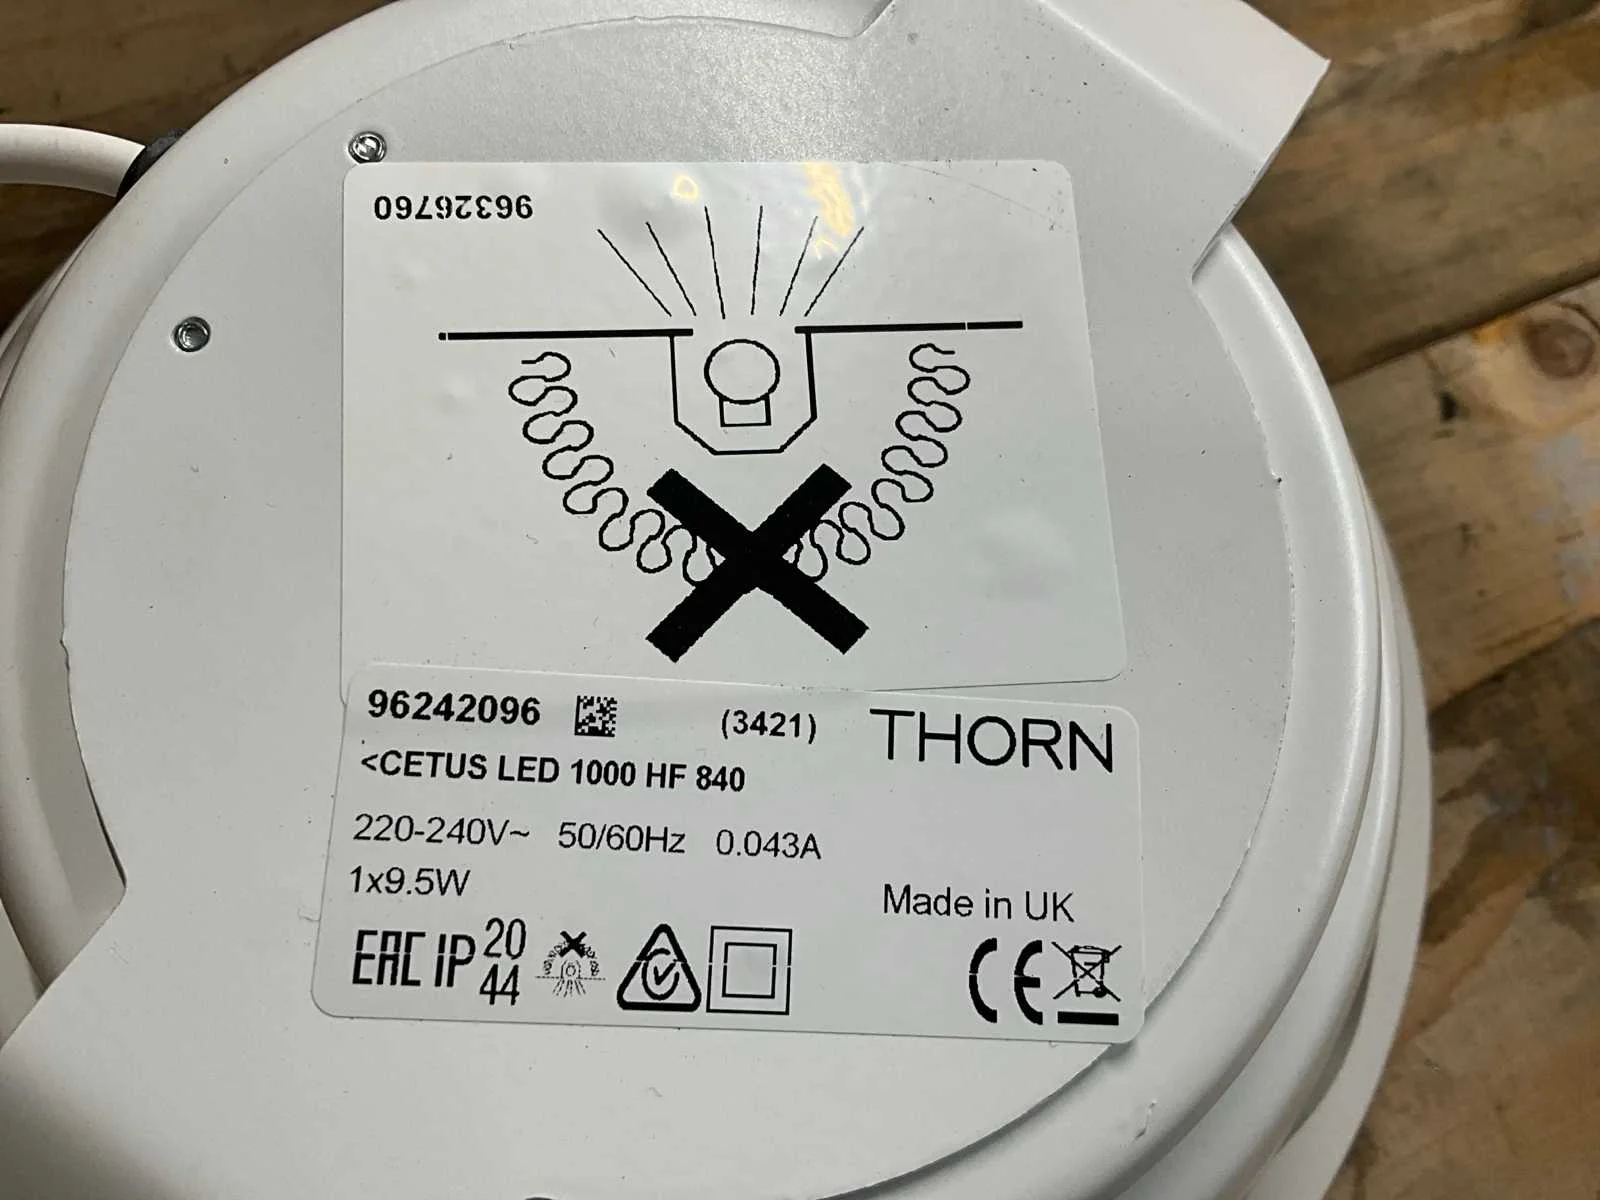 96326760
96242096 (3421) THORN
<CETUS LED 1000 HF 840
220-240V~ 50/60Hz 0.043A
1x9.5W
Made in UK
EAC IP 20
44
CE